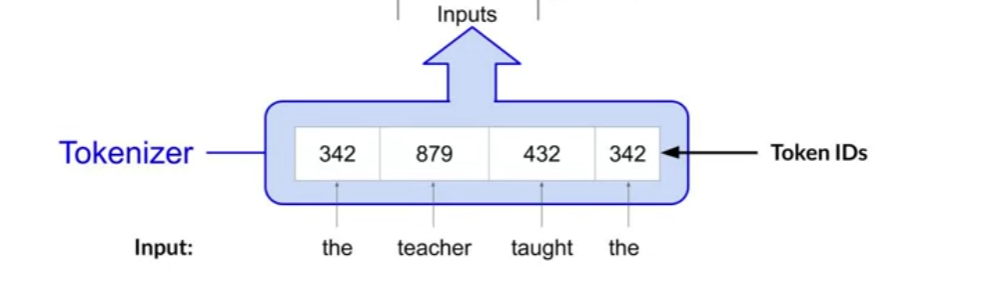 Inputs
Tokenizer
342 879 432 342
Token IDs
Input: the teacher taught the